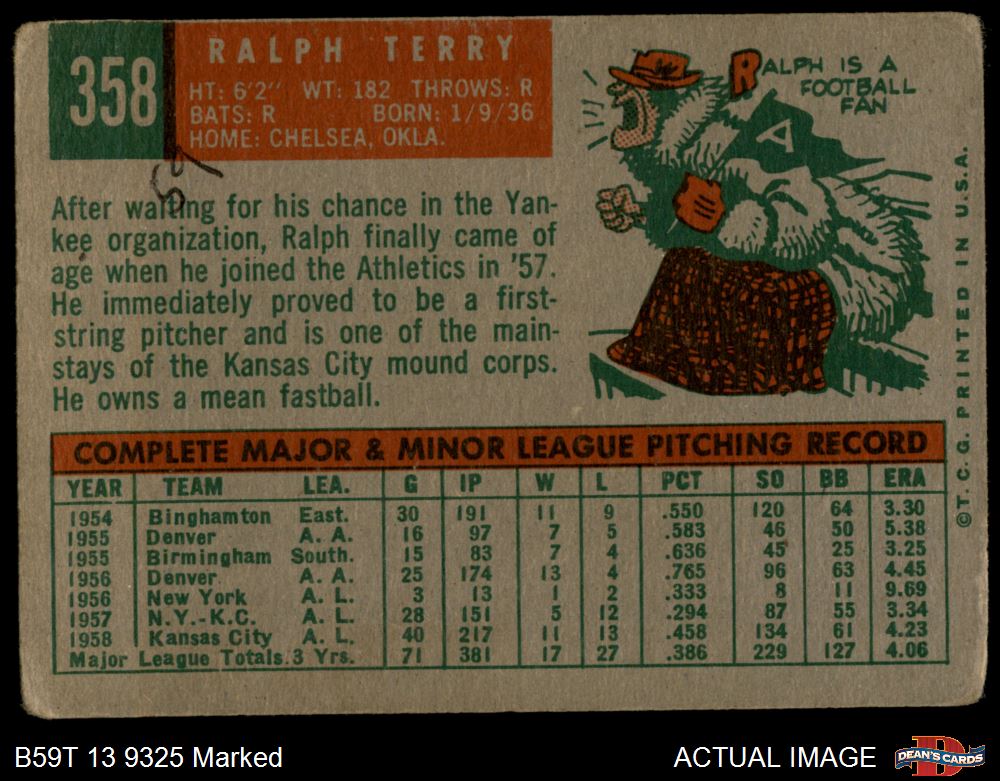 358
RALPH TERRY
HT: 6'2" WT: 182 THROWS: R
BATS: R BORN: 1/9/36
HOME: CHELSEA, OKLA.
59
After waiting for his chance in the Yan-
kee organization, Ralph finally came of
age when he joined the Athletics in '57.
He immediately proved to be a first-
string pitcher and is one of the main-
stays of the Kansas City mound corps.
He owns a mean fastball.
RALPH IS A
FOOTBALL
FAN
A
©T.C.G. PRINTED IN U.S.A.
COMPLETE MAJOR & MINOR LEAGUE PITCHING RECORD
YEAR TEAM LEA. G IP W L PCT SO BB ERA
1954 Binghamton East. 30 191 11 9 .550 120 64 3.30
1955 Denver A. A. 16 97 7 5 .583 46 50 5.38
1955 Birmingham South. 15 83 7 4 .636 45 25 3.25
1956 Denver A. A. 25 174 13 4 .765 96 63 4.45
1956 New York A. L. 3 13 1 2 .333 8 11 9.69
1957 N.Y.-K.C. A. L. 28 151 5 12 .294 87 55 3.34
1958 Kansas City A. L. 40 217 11 13 .458 134 61 4.23
Major League Totals 3 Yrs. 71 381 17 27 .386 229 127 4.06
B59T 13 9325 Marked
ACTUAL IMAGE
DEAN'S CARDS